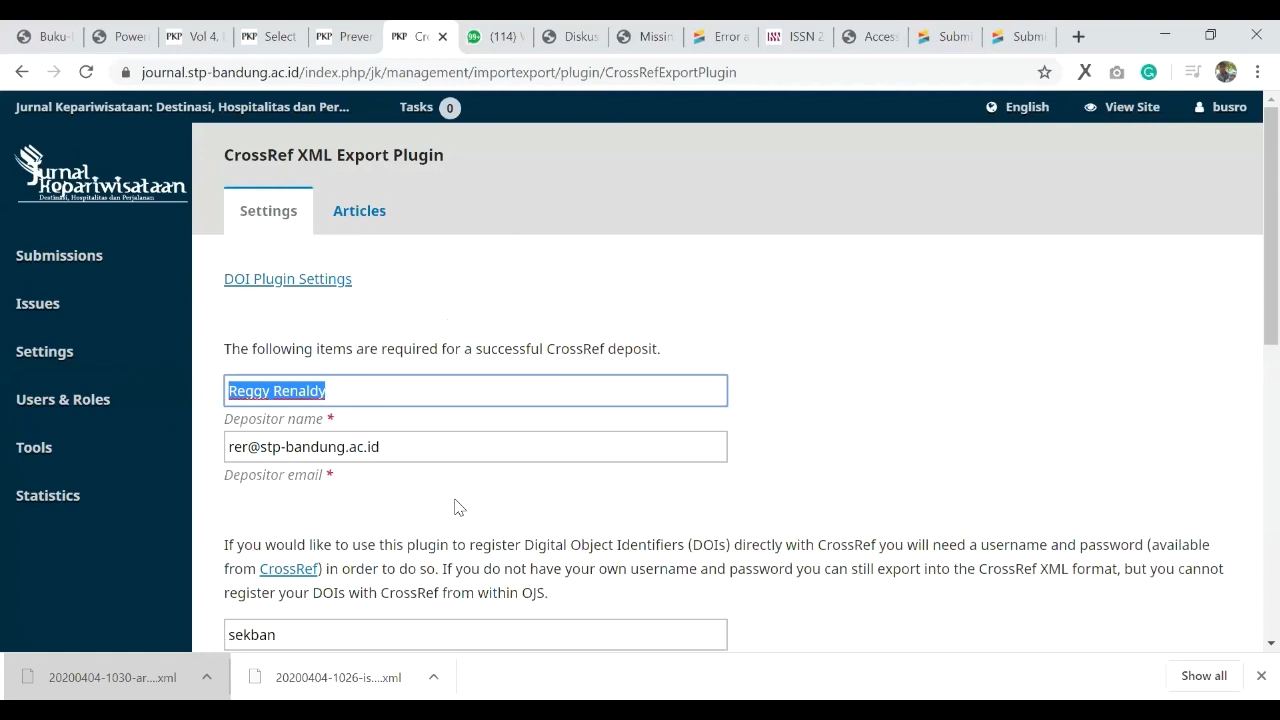 Buku-
Power
PKP Vol 4,
PKP Select
PKP Preven
PKP Cr
99+ (114) W
Diskus
Missin
Error a
ISSN 2
Access
Submi
Submi
journal.stp-bandung.ac.id/index.php/jk/management/importexport/plugin/CrossRefExportPlugin
Jurnal Kepariwisataan: Destinasi, Hospitalitas dan Per...
Tasks 0
English
View Site
busro
Jurnal
Kepariwisataan
Destinasi, Hospitalitas dan Perjalanan
Submissions
Issues
Settings
Users & Roles
Tools
Statistics
CrossRef XML Export Plugin
Settings
Articles
DOI Plugin Settings
The following items are required for a successful CrossRef deposit.
Reggy Renaldy
Depositor name *
rer@stp-bandung.ac.id
Depositor email *
If you would like to use this plugin to register Digital Object Identifiers (DOIs) directly with CrossRef you will need a username and password (available
from CrossRef) in order to do so. If you do not have your own username and password you can still export into the CrossRef XML format, but you cannot
register your DOIs with CrossRef from within OJS.
sekban
20200404-1030-ar....xml
20200404-1026-is....xml
Show all